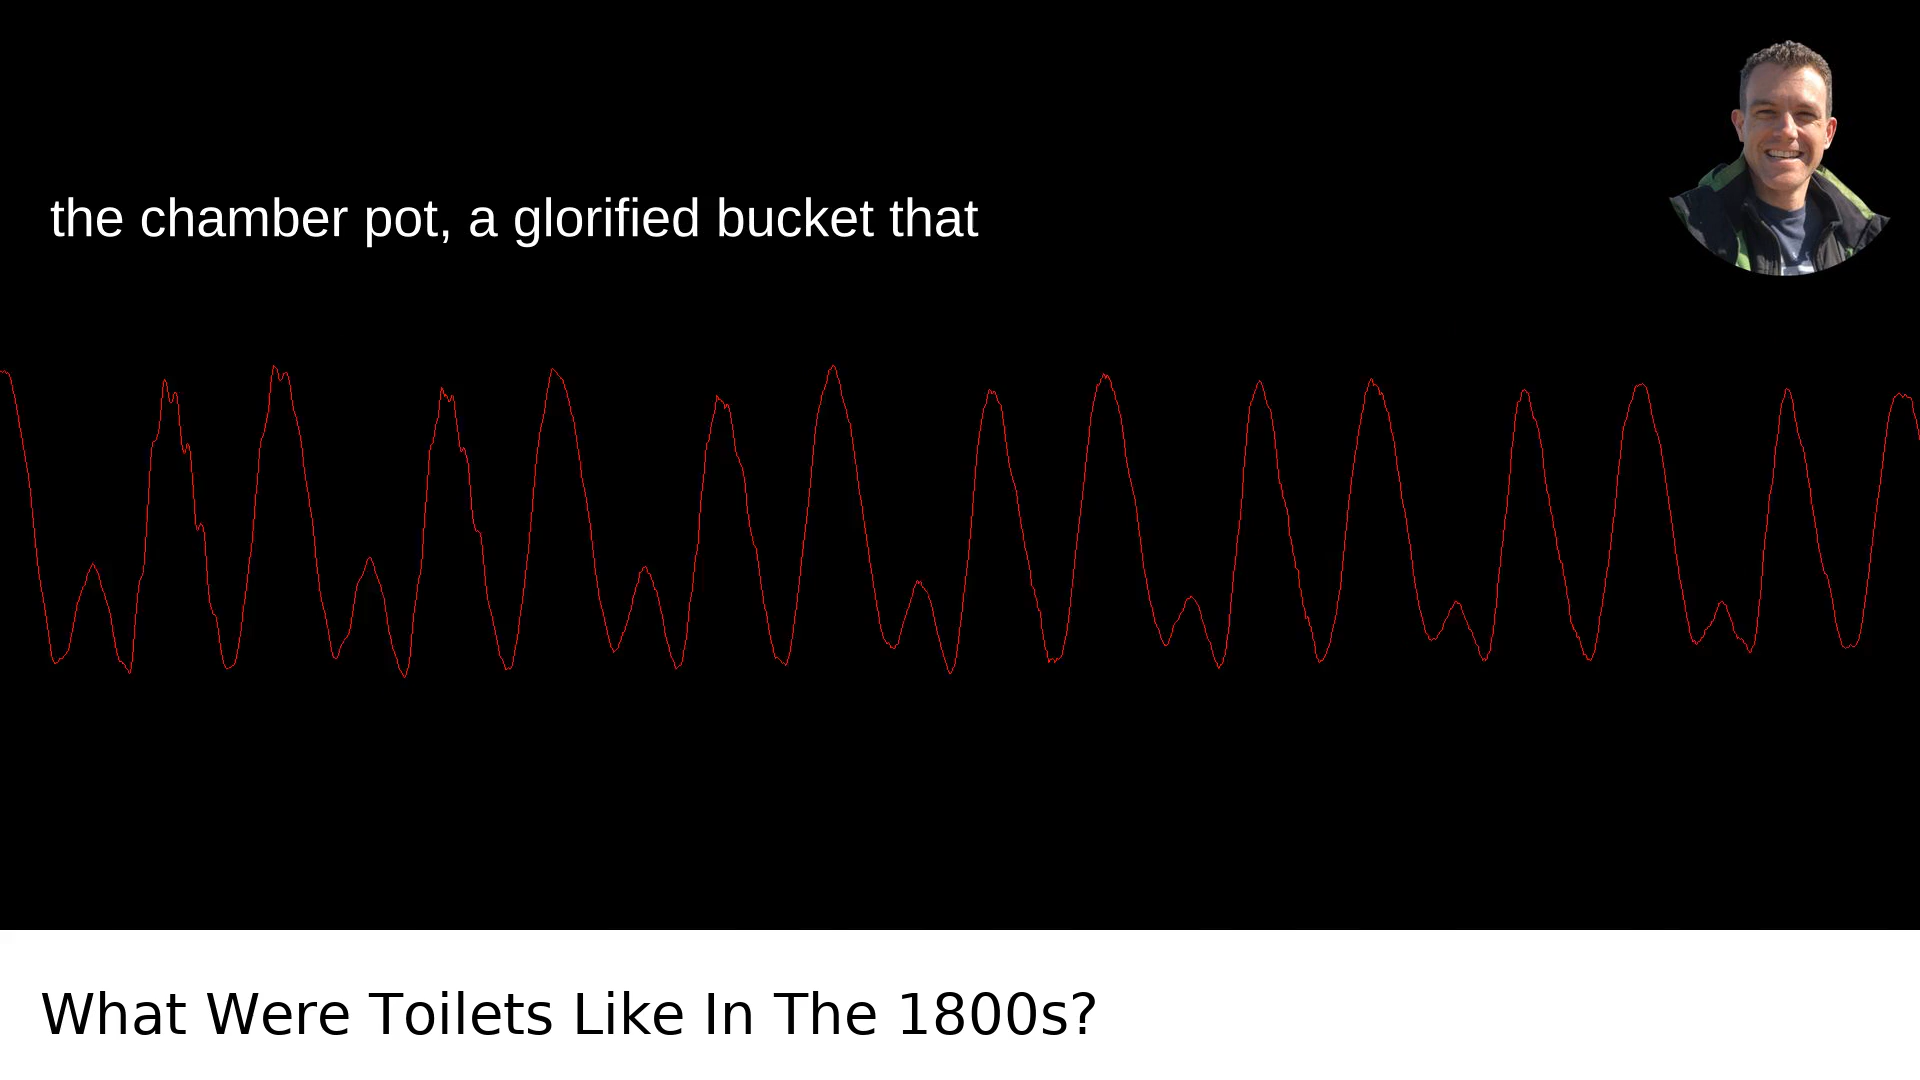 the chamber pot, a glorified bucket that
What Were Toilets Like In The 1800s?